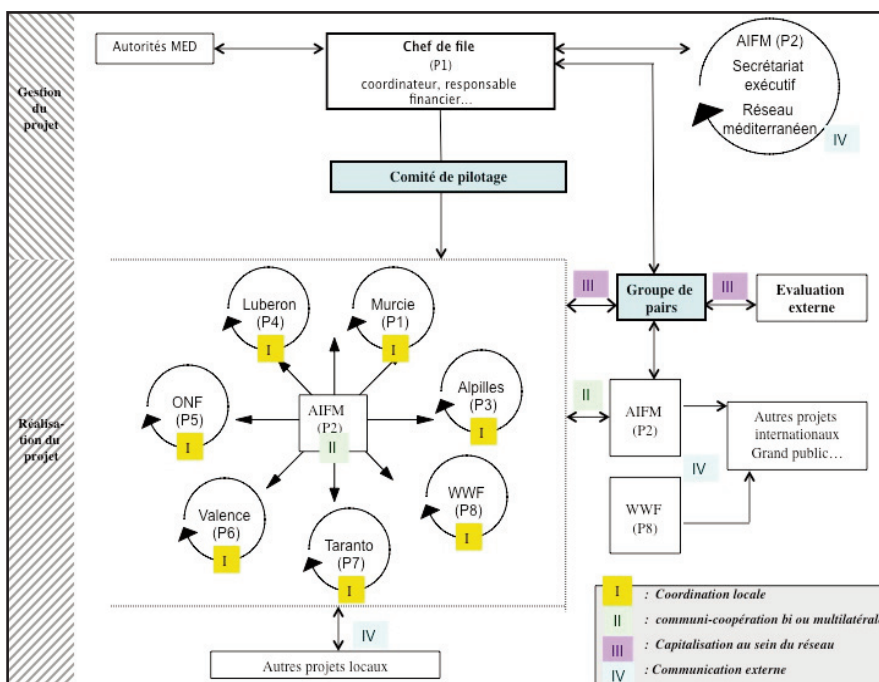 Gestion
du
projet
Autorités MED
Chef de file
(P1)
coordinateur, responsable
financier...
AIFM (P2)
Secrétariat
exécutif
Réseau
méditerranéen
IV
Comité de pilotage
Réalisa-
tion du
projet
Luberon
(P4)
I
Murcie
(P1)
I
ONF
(P5)
I
AIFM
(P2)
II
Alpilles
(P3)
I
Valence
(P6)
I
Taranto
(P7)
I
WWF
(P8)
I
III
Groupe de
pairs
III
Evaluation
externe
II
AIFM
(P2)
Autres projets
internationaux
Grand public...
IV
WWF
(P8)
IV
Autres projets locaux
I : Coordination locale
II : communi-coopération bi ou multilatérale
III : Capitalisation au sein du réseau
IV : Communication externe